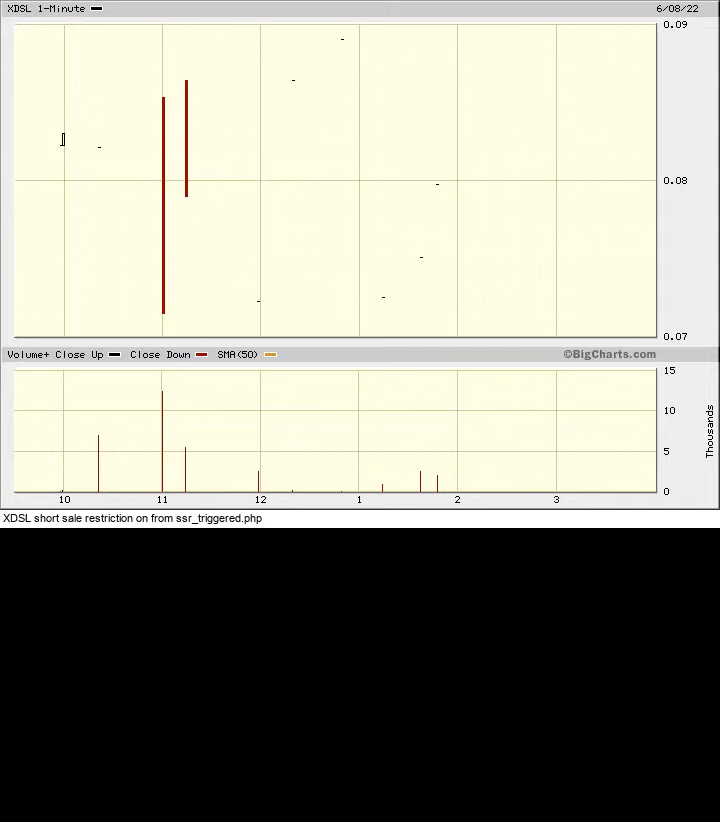 XDSL 1-Minute 6/08/22
0.09
0.08
0.07
Volume+ Close Up Close Down SMA(50) ©BigCharts.com
15
10
5
0
Thousands
10 11 12 1 2 3
XDSL short sale restriction on from ssr_triggered.php